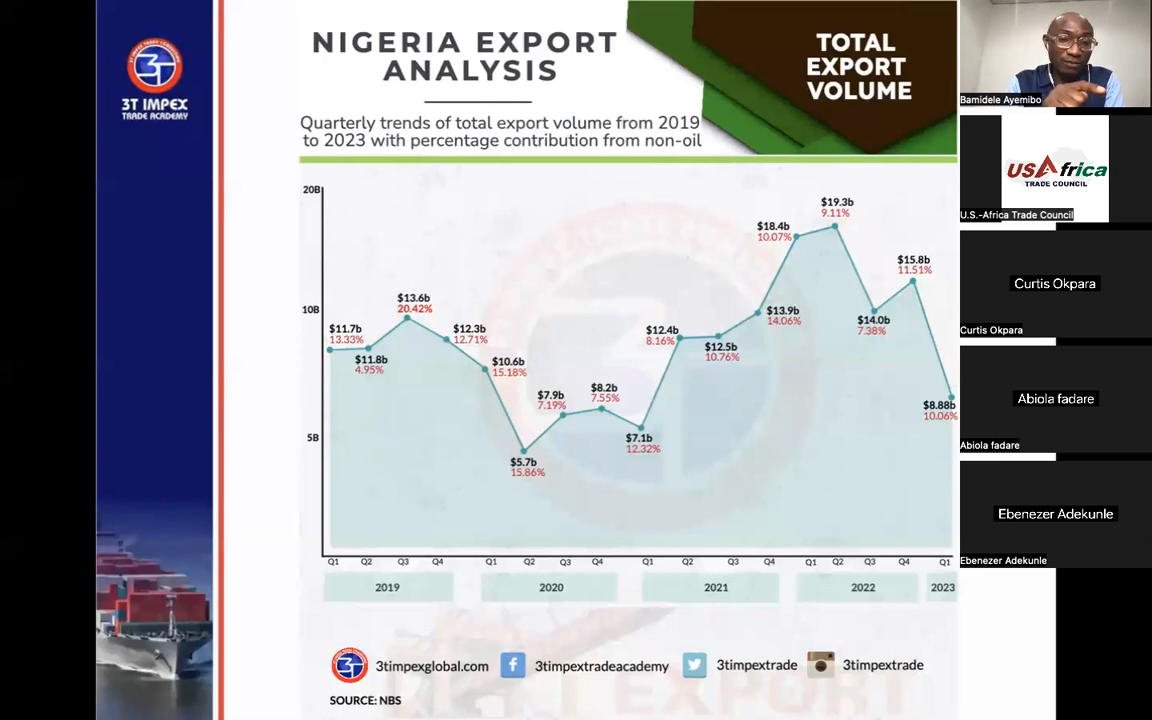 3T
3T IMPEX
TRADE ACADEMY
NIGERIA EXPORT
ANALYSIS
Quarterly trends of total export volume from 2019
to 2023 with percentage contribution from non-oil
TOTAL
EXPORT
VOLUME
20B
10B
5B
$11.7b
13.33%
$11.8b
4.95%
$13.6b
20.42%
$12.3b
12.71%
$10.6b
15.18%
$5.7b
15.86%
$7.9b
7.19%
$8.2b
7.55%
$7.1b
12.32%
$12.4b
8.16%
$12.5b
10.76%
$13.9b
14.06%
$18.4b
10.07%
$19.3b
9.11%
$14.0b
7.38%
$15.8b
11.51%
$8.88b
10.06%
Q1 Q2 Q3 Q4 Q1 Q2 Q3 Q4 Q1 Q2 Q3 Q4 Q1 Q2 Q3 Q4 Q1
2019 2020 2021 2022 2023
3timpexglobal.com 3timpextradeacademy 3timpextrade 3timpextrade
SOURCE: NBS
Bamidele Ayemibo
USAfrica
TRADE COUNCIL
U.S.-Africa Trade Council
Curtis Okpara
Curtis Okpara
Abiola fadare
Abiola fadare
Ebenezer Adekunle
Ebenezer Adekunle